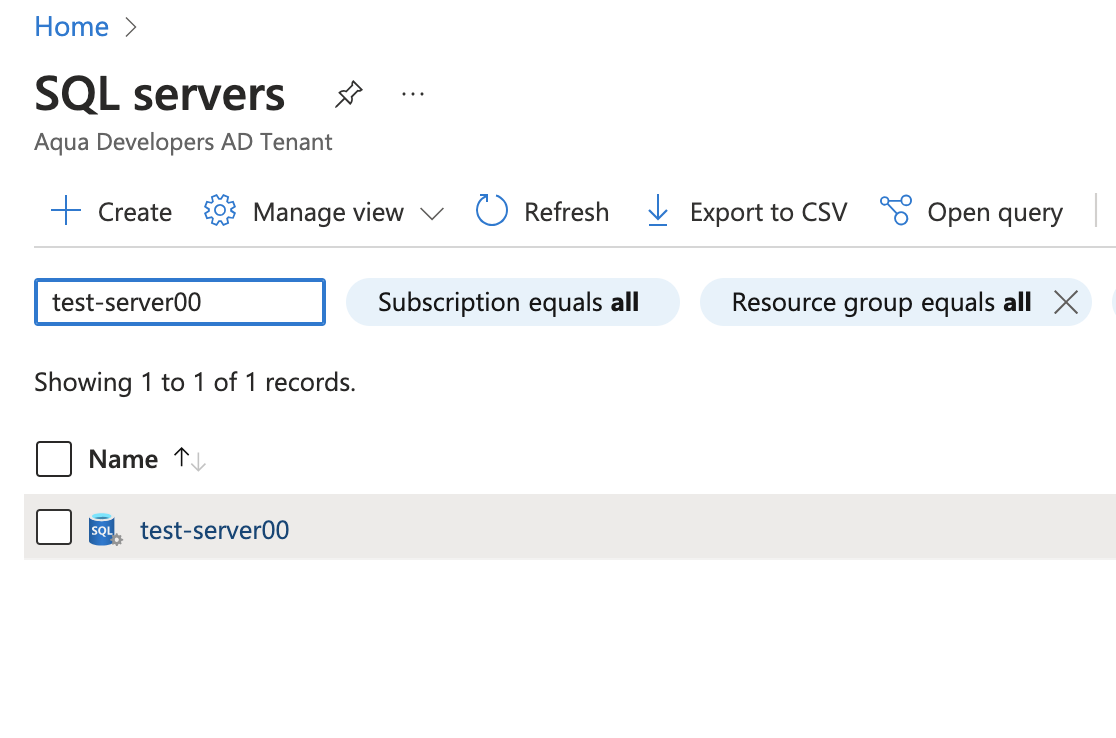 Home
SQL servers
Aqua Developers AD Tenant
Create Manage view Refresh Export to CSV Open query
test-server00 Subscription equals all Resource group equals all
Showing 1 to 1 of 1 records.
Name
SQL test-server00